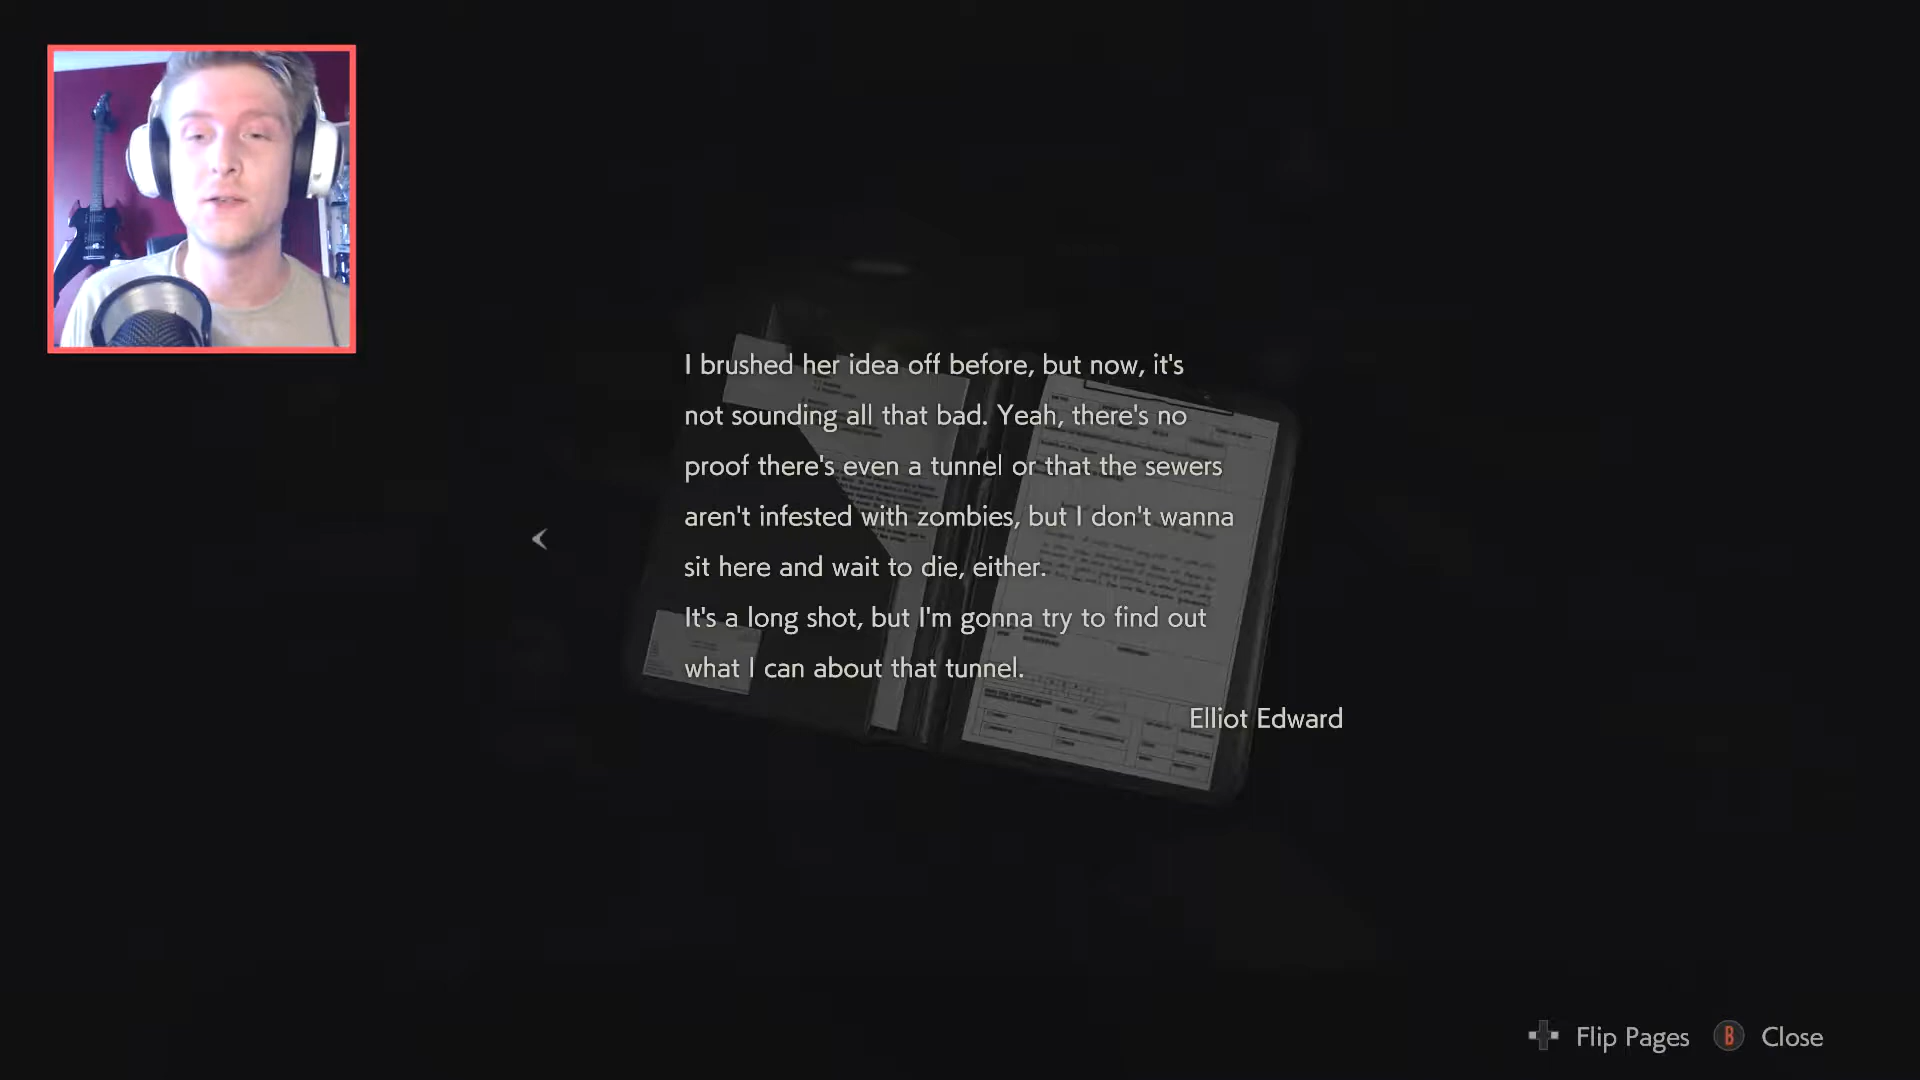 I brushed her idea off before, but now, it's
not sounding all that bad. Yeah, there's no
proof there's even a tunnel or that the sewers
aren't infested with zombies, but I don't wanna
sit here and wait to die, either.
It's a long shot, but I'm gonna try to find out
what I can about that tunnel.
Elliot Edward
Flip Pages B Close